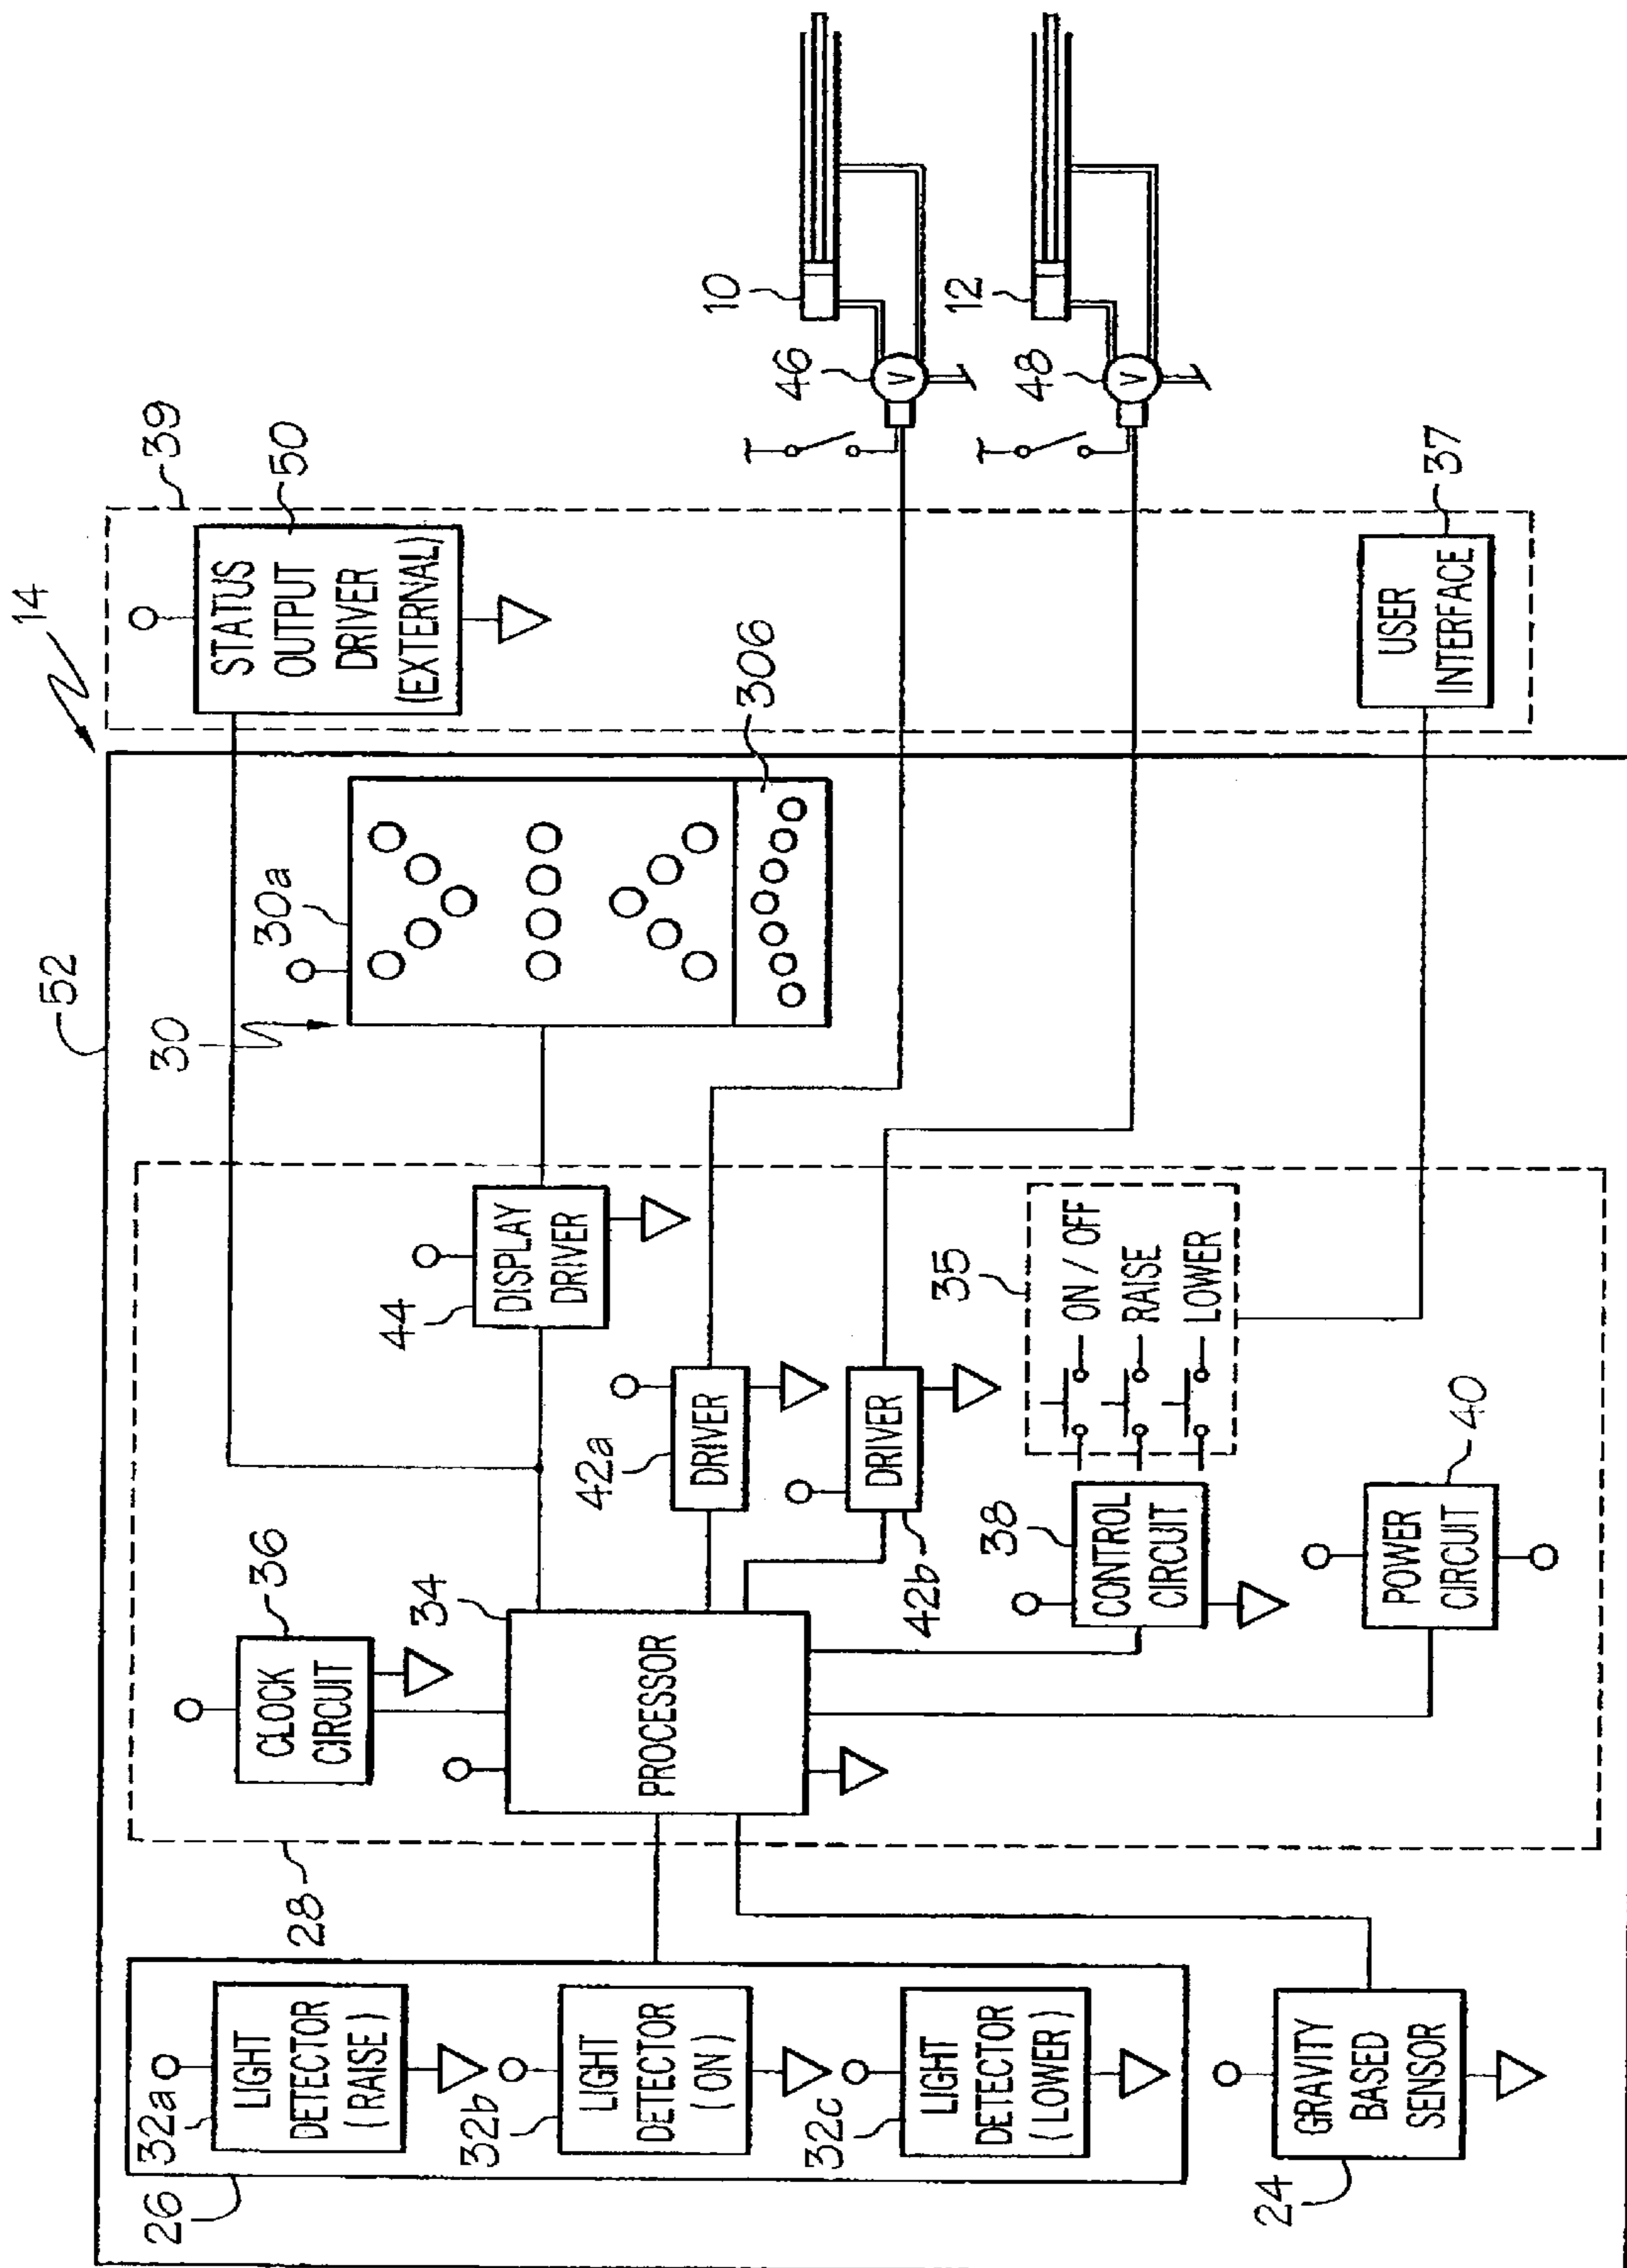 14
52
39
26
32a
LIGHT
DETECTOR
(RAISE)
32b
LIGHT
DETECTOR
(ON)
32c
LIGHT
DETECTOR
(LOWER)
24
GRAVITY
BASED
SENSOR
28
36
CLOCK
CIRCUIT
34
PROCESSOR
44
DISPLAY
DRIVER
42a
DRIVER
42b
DRIVER
38
CONTROL
CIRCUIT
35
ON / OFF
RAISE
LOWER
40
POWER
CIRCUIT
30
30a
306
STATUS
OUTPUT
DRIVER
(EXTERNAL)
50
USER
INTERFACE
37
46
V
10
48
V
12